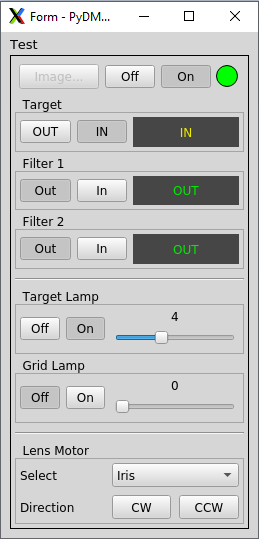 Form - PyDM...
Test
Image... Off On
Target
OUT IN IN
Filter 1
Out In OUT
Filter 2
Out In OUT
Target Lamp
4
Off On
Grid Lamp
0
Off On
Lens Motor
Select Iris
Direction CW CCW